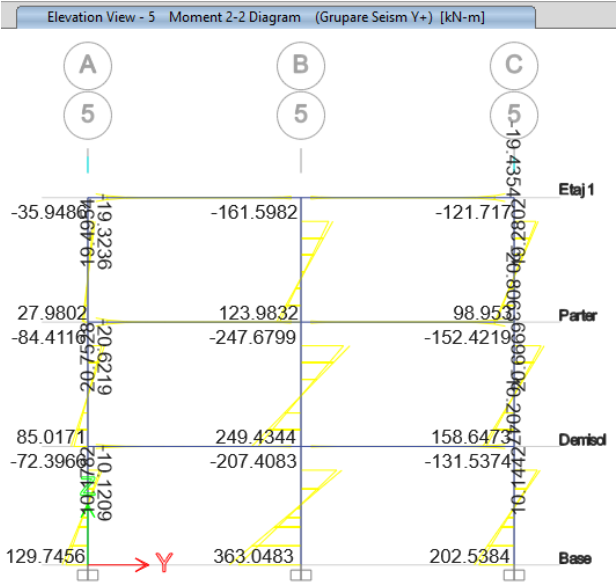 Elevation View - 5 Moment 2-2 Diagram (Grupare Seism Y+) [kN-m]
A B C
5 5 5
Etaj 1
-35.9486 -161.5982 -121.717
-19.3236
27.9802 123.9832 98.953
Parter
-84.4116 -247.6799 -152.4219
-20.6219
20.7528
85.0171 249.4344 158.6473
Demisol
-72.3966 -207.4083 -131.5374
-10.1209
129.7456 363.0483 202.5384
Base
Y